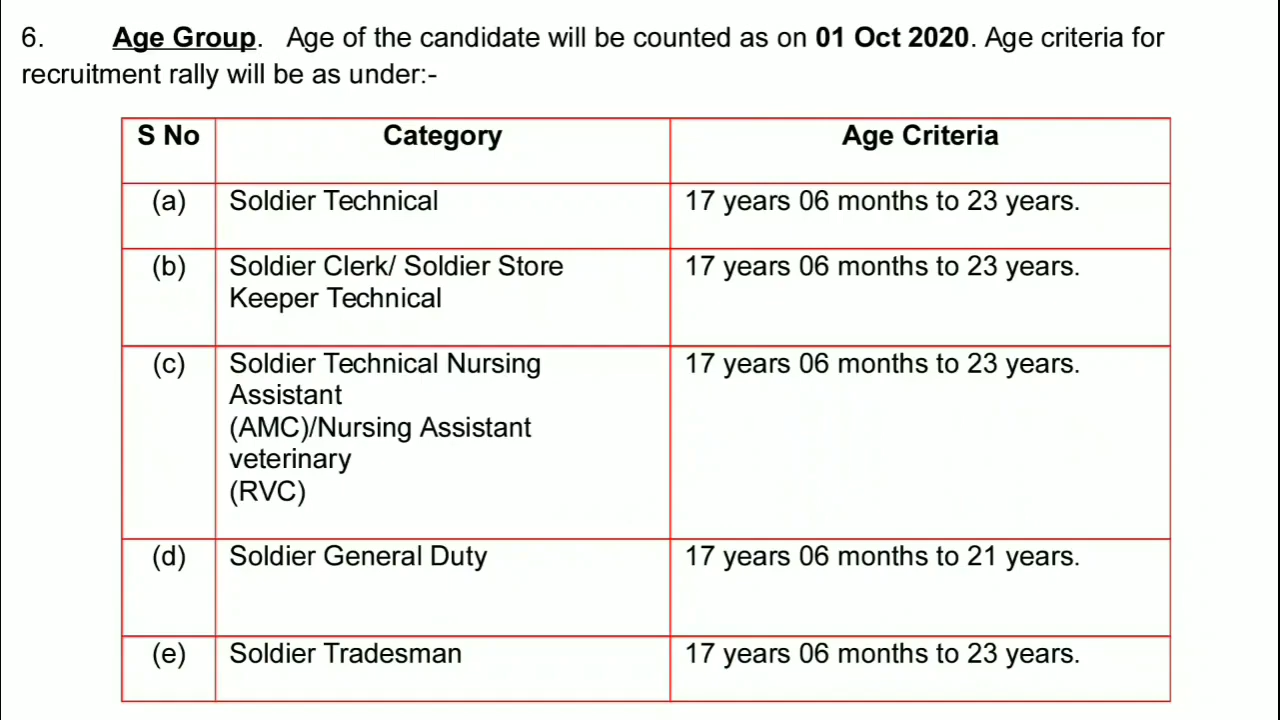 6. Age Group. Age of the candidate will be counted as on 01 Oct 2020. Age criteria for
recruitment rally will be as under:-
S No Category Age Criteria
(a) Soldier Technical 17 years 06 months to 23 years.
(b) Soldier Clerk/ Soldier Store 17 years 06 months to 23 years.
Keeper Technical
(c) Soldier Technical Nursing 17 years 06 months to 23 years.
Assistant
(AMC)/Nursing Assistant
veterinary
(RVC)
(d) Soldier General Duty 17 years 06 months to 21 years.
(e) Soldier Tradesman 17 years 06 months to 23 years.